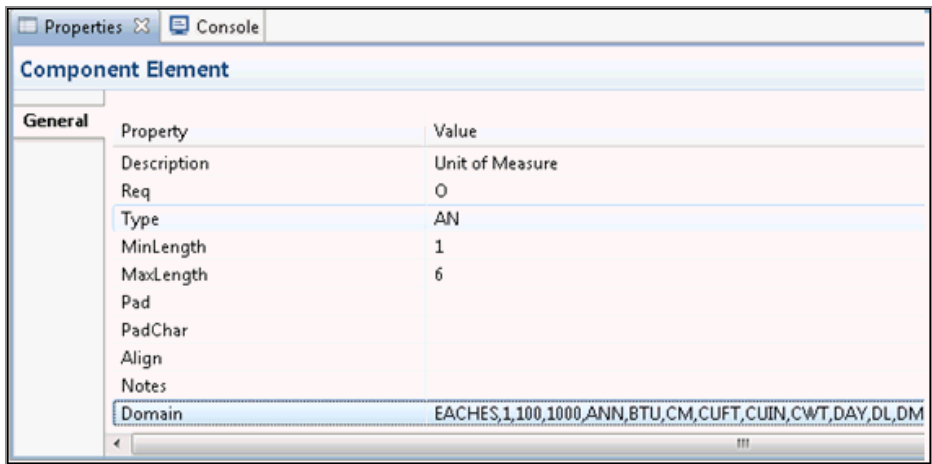 Properties Console
Component Element
General
Property Value
Description Unit of Measure
Req O
Type AN
MinLength 1
MaxLength 6
Pad
PadChar
Align
Notes
Domain EACHES,1,100,1000,ANN,BTU,CM,CUFT,CUIN,CWT,DAY,DL,DM